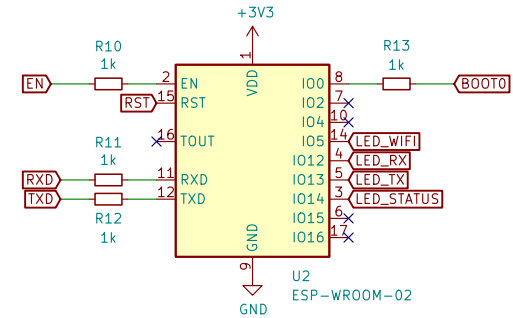 +3V3
R10
1k
R13
1k
1
EN
2
EN
VDD
IO0
8
BOOT0
RST
15
RST
IO2
7
IO4
10
16
TOUT
IO5
14
LED_WIFI
R11
1k
IO12
4
LED_RX
RXD
11
RXD
IO13
5
LED_TX
TXD
12
TXD
IO14
3
LED_STATUS
R12
1k
IO15
6
GND
IO16
17
9
U2
ESP-WROOM-02
GND